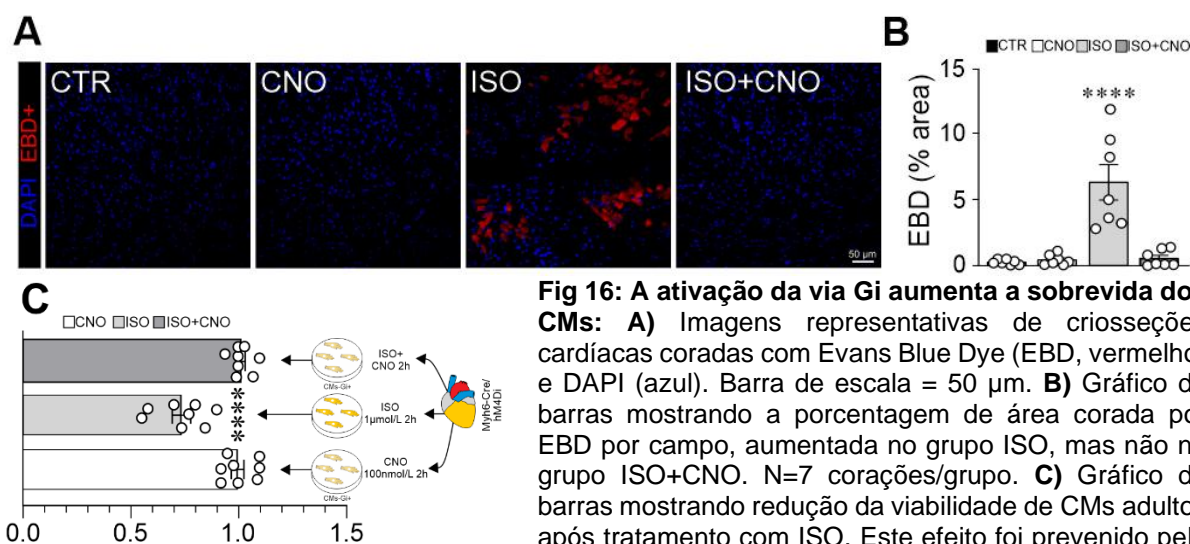 A
B
CTR CNO ISO ISO+CNO
DAPI EBD+
CTR
CNO
ISO
ISO+CNO
50 µm
EBD (% area)
15
10
5
0
****
C
CNO ISO ISO+CNO
****
0.0 0.5 1.0 1.5
ISO+
CNO 2h
CMs-Gi+
ISO
1µmol/L 2h
CNO
100nmol/L 2h
CMs-Gi+
Myh6-Cre/
hM4Di
Fig 16: A ativação da via Gi aumenta a sobrevida do
CMs: A) Imagens representativas de criosseçõe
cardíacas coradas com Evans Blue Dye (EBD, vermelho
e DAPI (azul). Barra de escala = 50 µm. B) Gráfico d
barras mostrando a porcentagem de área corada po
EBD por campo, aumentada no grupo ISO, mas não n
grupo ISO+CNO. N=7 corações/grupo. C) Gráfico d
barras mostrando redução da viabilidade de CMs adulto
após tratamento com ISO. Este efeito foi prevenido pel